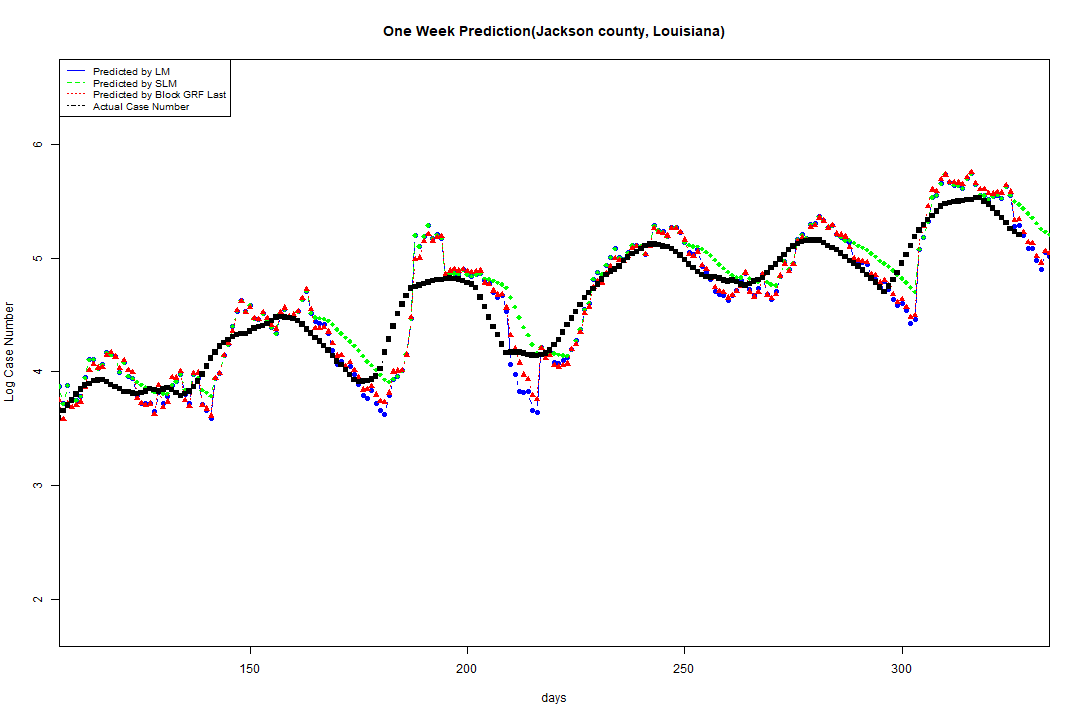 One Week Prediction(Jackson county, Louisiana)
Predicted by LM
Predicted by SLM
Predicted by Block GRF Last
Actual Case Number
6
5
4
3
2
Log Case Number
150
200
250
300
days